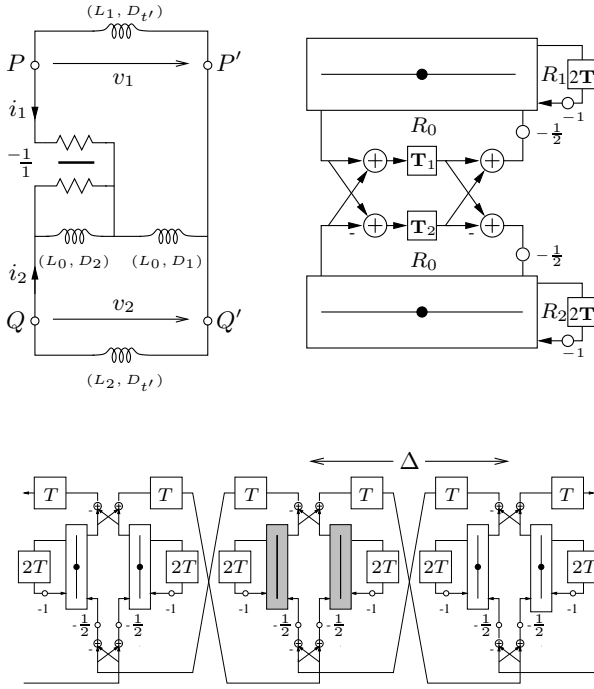 (L₁, D_t′)
P
v₁
P′
i₁
-1/1
(L₀, D₂)
(L₀, D₁)
i₂
Q
v₂
Q′
(L₂, D_t′)
R₁
2T
-1
R₀
-1/2
+
T₁
+
+
T₂
+
-
-
-1/2
R₀
R₂
2T
-1
Δ
T
T
T
T
T
T
-
-
-
2T
2T
2T
2T
2T
2T
-1
-1
-1
-1
-1
-1
-1/2
-1/2
-1/2
-1/2
-1/2
-1/2
-
-
-